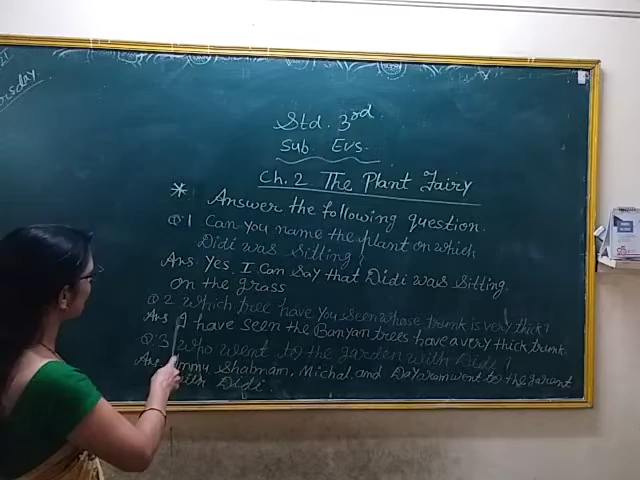 rsday
Std. 3rd.
Sub. Evs.
Ch. 2 The Plant Fairy
* Answer the following question.
Q 1 Can you name the plant on which
Didi was sitting?
Ans. Yes, I can say that Didi was sitting.
on the grass
Q 2 Which tree have you seen whose trunk is very thick?
Ans I have seen the Banyan trees have a very thick trunk.
Q. 3 Who went to the garden with Didi ?
Ans. mmu Shabnam, Michal, and Dayaram went to the
with Didi